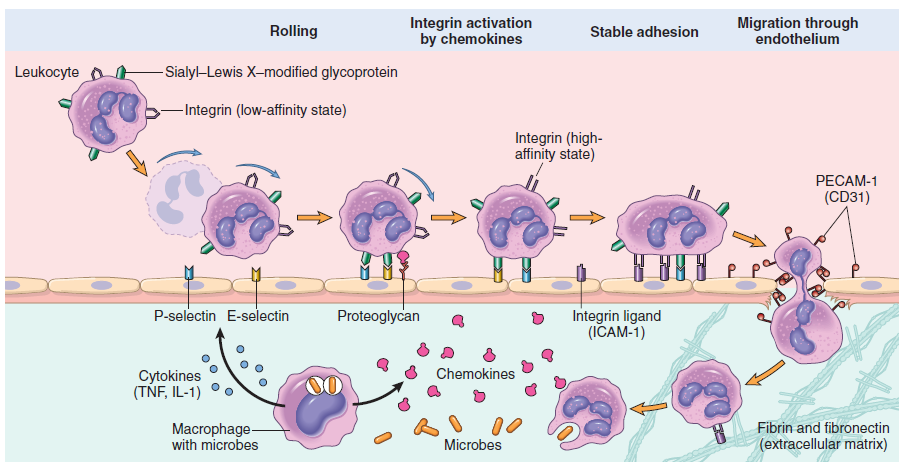 Rolling
Integrin activation
by chemokines
Stable adhesion
Migration through
endothelium
Leukocyte
Sialyl–Lewis X–modified glycoprotein
Integrin (low-affinity state)
Integrin (high-
affinity state)
PECAM-1
(CD31)
P-selectin
E-selectin
Proteoglycan
Integrin ligand
(ICAM-1)
Cytokines
(TNF, IL-1)
Chemokines
Macrophage
with microbes
Microbes
Fibrin and fibronectin
(extracellular matrix)